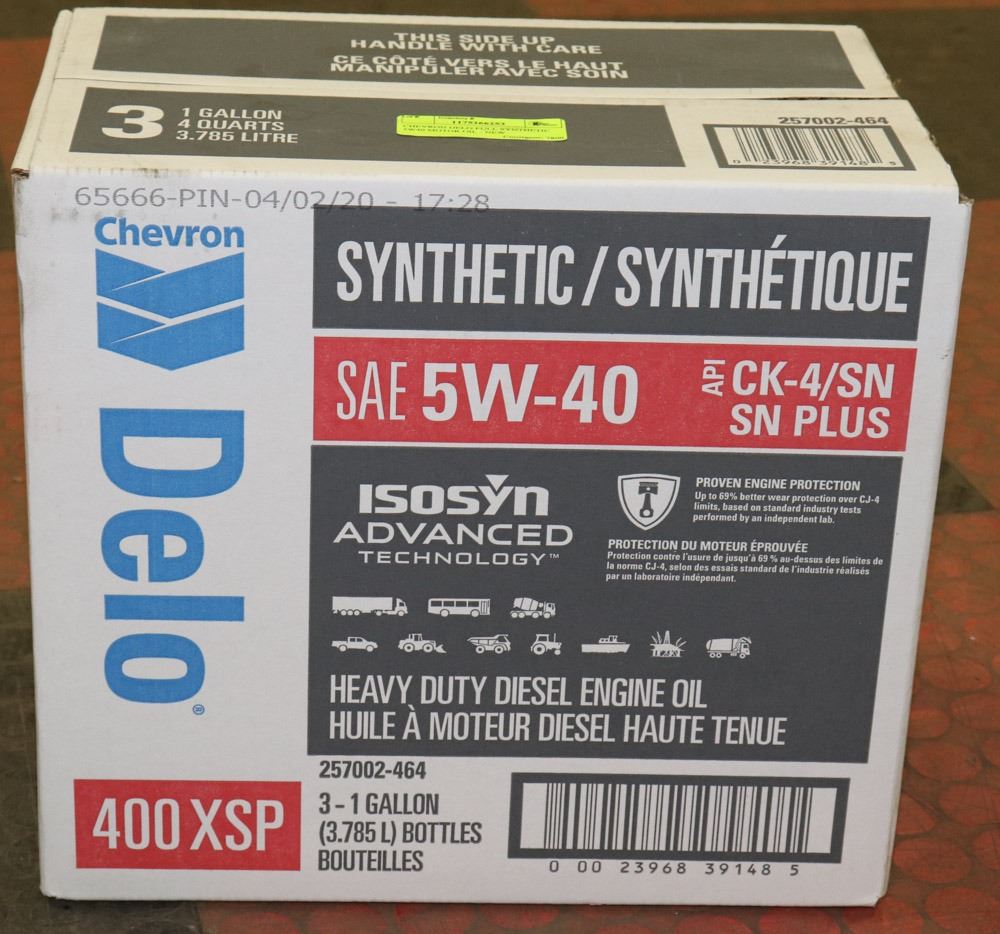 THIS SIDE UP
HANDLE WITH CARE
CE CÔTÉ VERS LE HAUT
MANIPULER AVEC SOIN
3
1 GALLON
4 QUARTS
3.785 LITRE
257002-464
0 23968 39148 5
65666-PIN-04/02/20 - 17:28
Chevron
Delo®
SYNTHETIC / SYNTHÉTIQUE
SAE 5W-40
API CK-4/SN
SN PLUS
ISOSYN
ADVANCED
TECHNOLOGY™
PROVEN ENGINE PROTECTION
Up to 69% better wear protection over CJ-4
limits, based on standard industry tests
performed by an independent lab.
PROTECTION DU MOTEUR ÉPROUVÉE
Protection contre l'usure de jusqu'à 69 % au-dessus des limites de
la norme CJ-4, selon des essais standard de l'industrie réalisés
par un laboratoire indépendant.
HEAVY DUTY DIESEL ENGINE OIL
HUILE À MOTEUR DIESEL HAUTE TENUE
400 XSP
257002-464
3 - 1 GALLON
(3.785 L) BOTTLES
BOUTEILLES
0 00 23968 39148 5